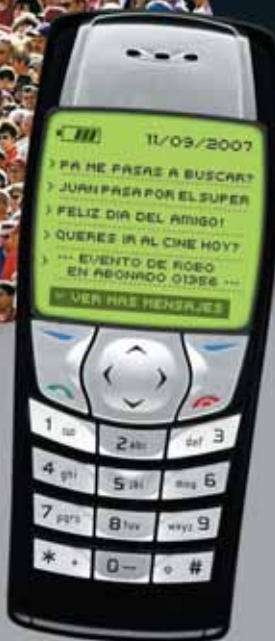 11/09/2007
> PA ME PASAS A BUSCAR?
> JUAN PASA POR EL SUPER
> FELIZ DIA DEL AMIGO!
> QUERES IR AL CINE HOY?
> --- EVENTO DE ROBO
EN ABONADO 01356 ---
VER MAS MENSAJES
1
2 abc
def 3
4 ghi
5 jkl
mno 6
7 pqrs
8 tuv
wxyz 9
* +
0
#